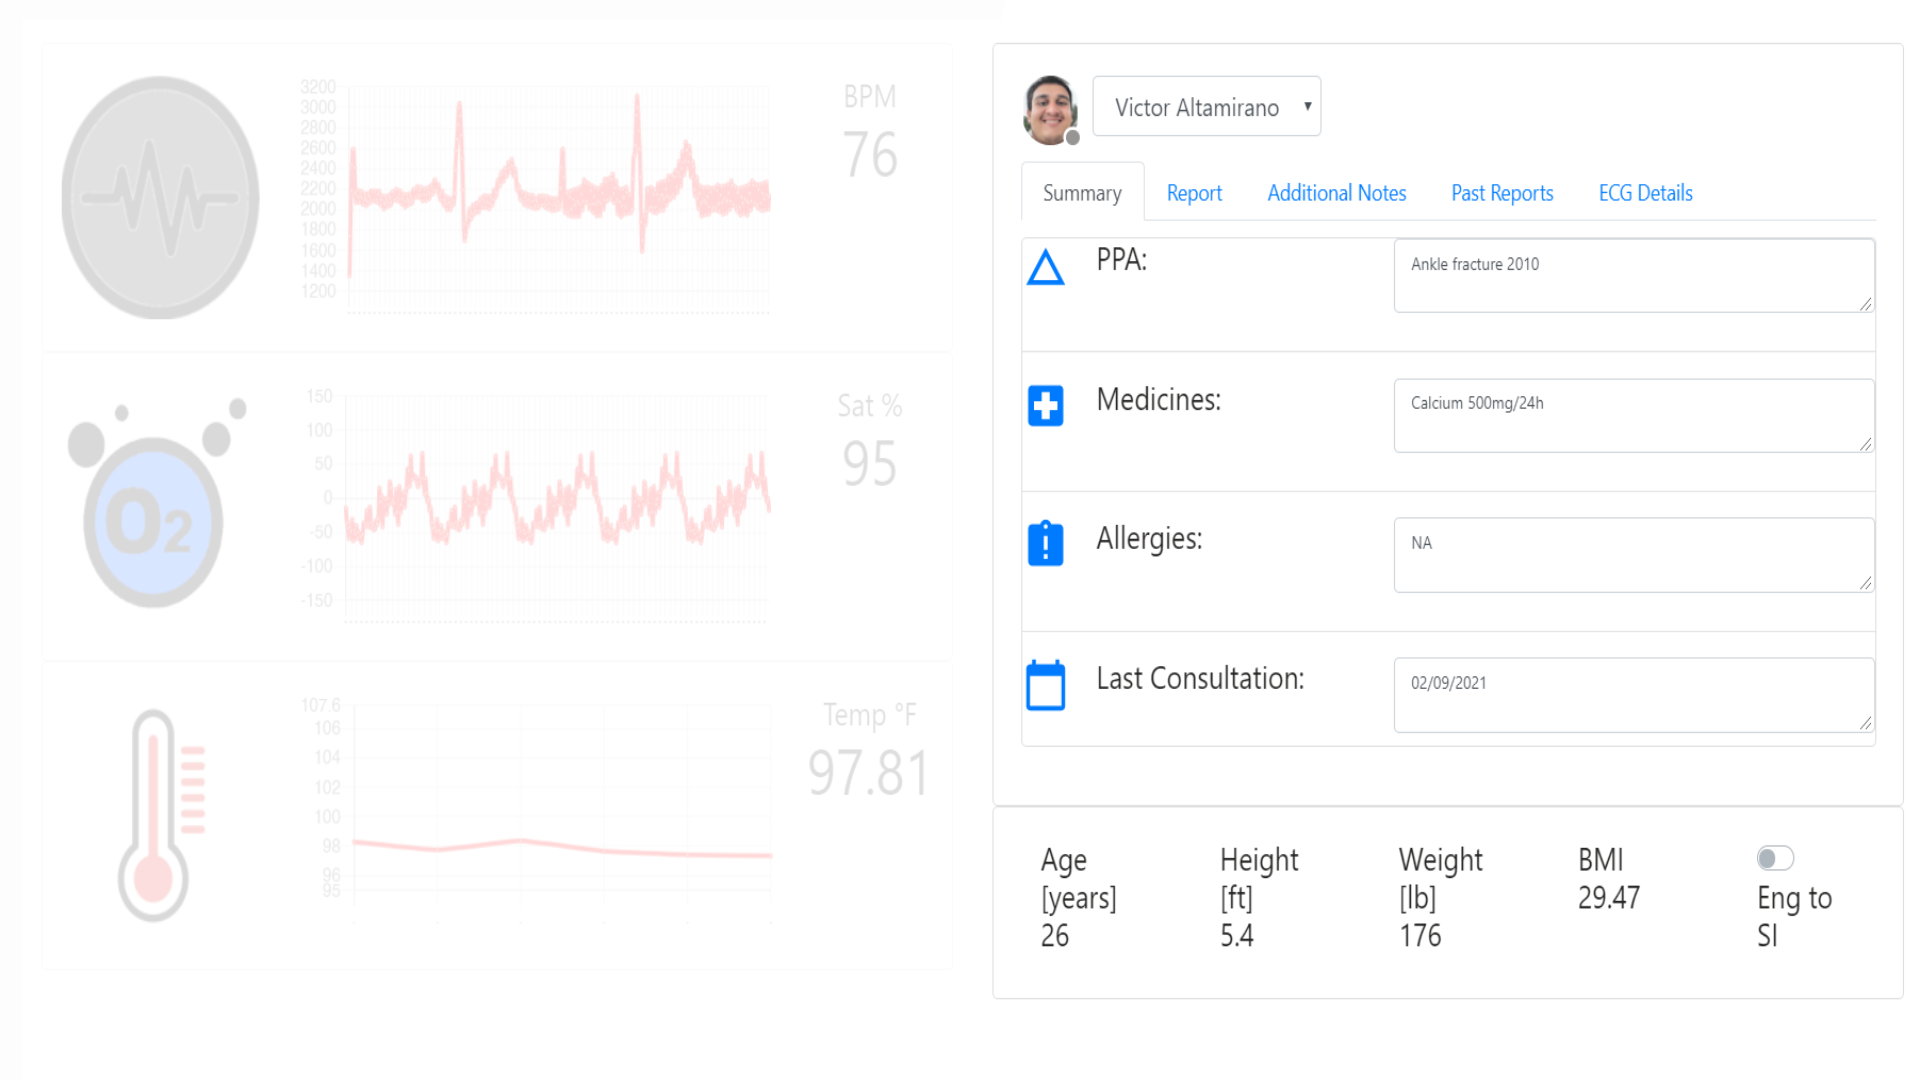 3200
3000
2800
2600
2400
2200
2000
1800
1600
1400
1200
BPM
76
150
100
50
0
-50
-100
-150
Sat %
95
O2
107.6
106
104
102
100
98
96
95
Temp °F
97.81
Victor Altamirano
Summary Report Additional Notes Past Reports ECG Details
PPA: Ankle fracture 2010
Medicines: Calcium 500mg/24h
Allergies: NA
Last Consultation: 02/09/2021
Age Height Weight BMI
[years] [ft] [lb] 29.47 Eng to
26 5.4 176 SI